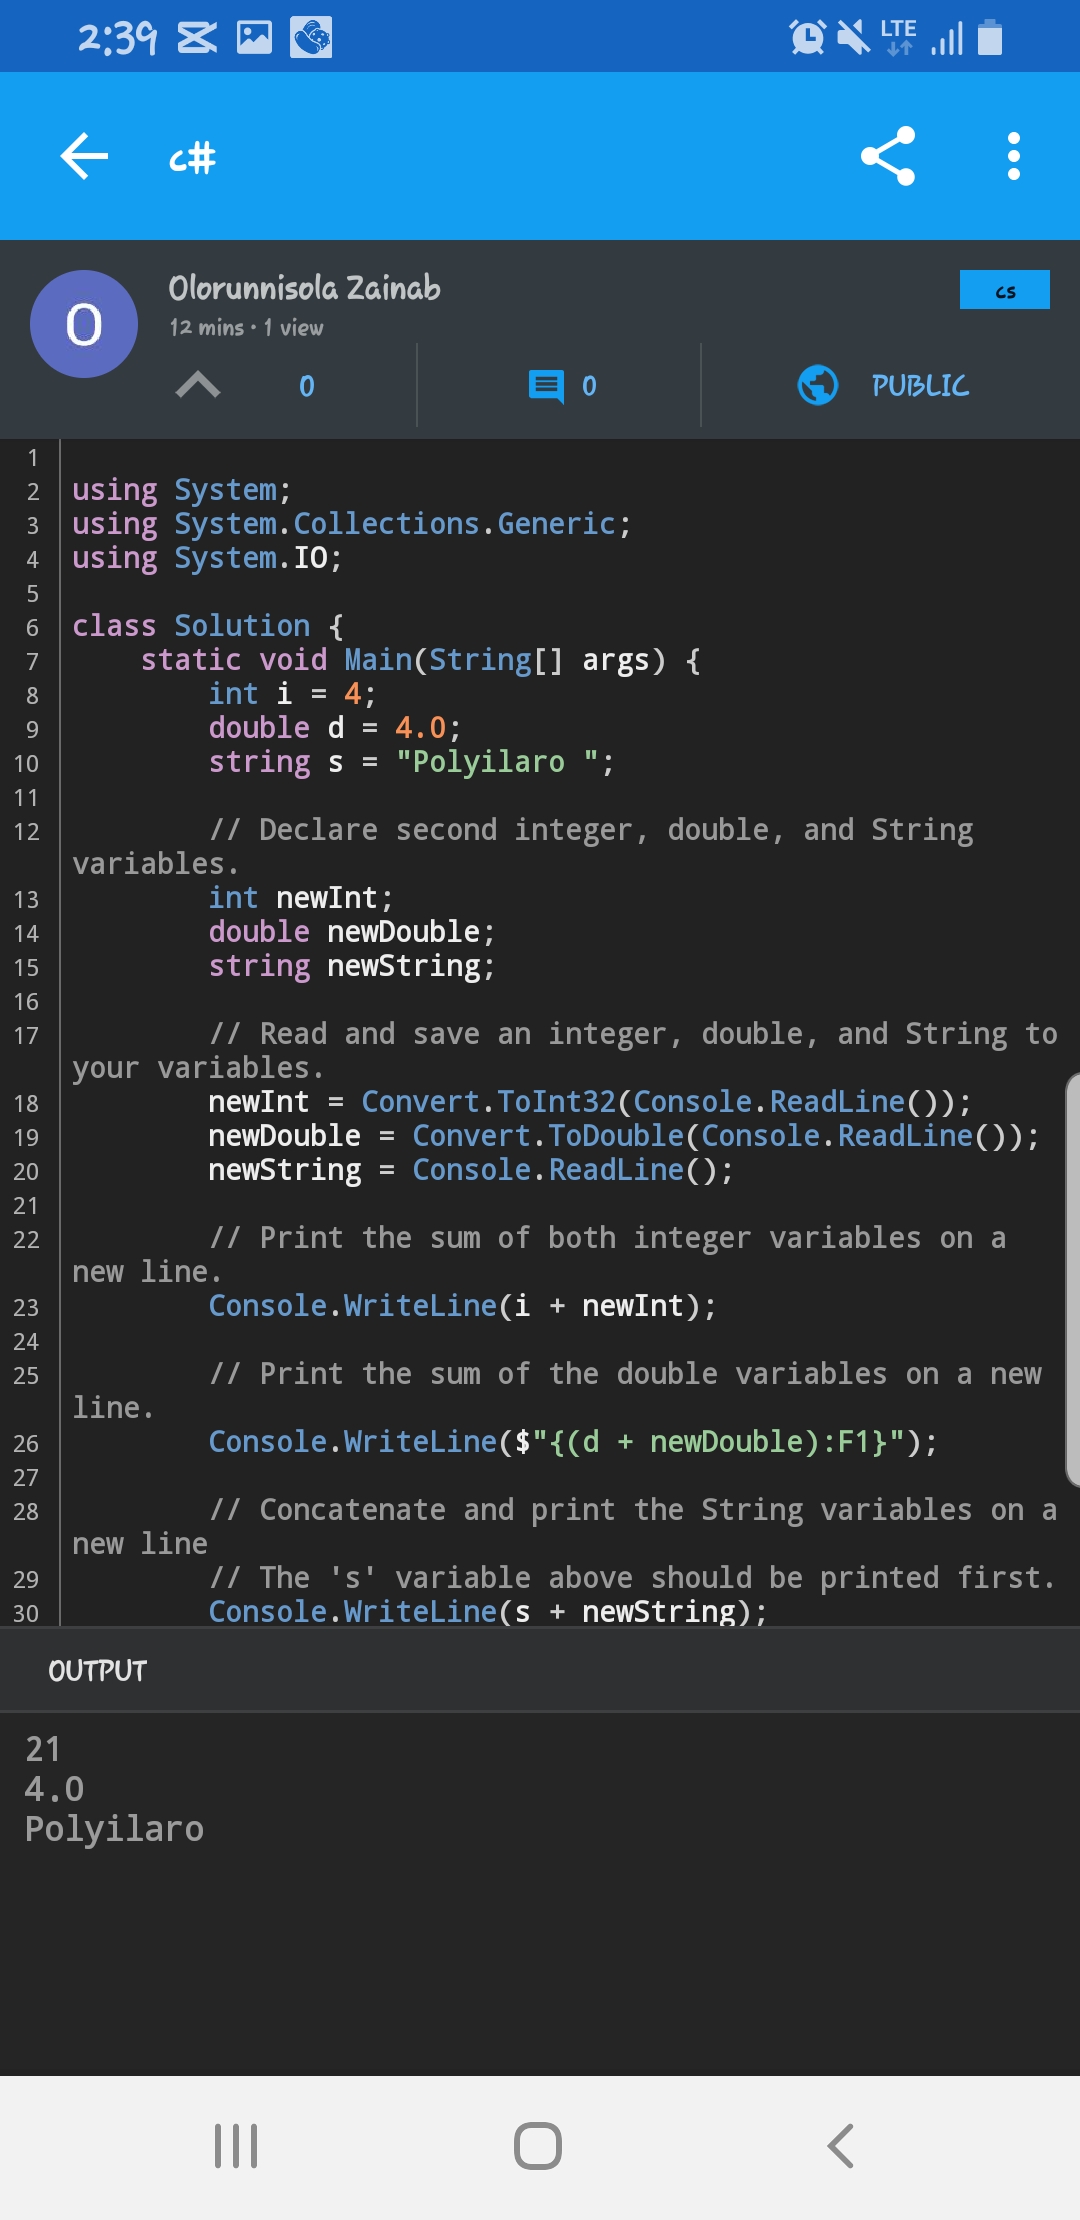 2:39
LTE
c#
O
Olorunnisola Zainab
12 mins • 1 view
cs
0
0
PUBLIC
1
2 using System;
3 using System.Collections.Generic;
4 using System.IO;
5
6 class Solution {
7 static void Main(String[] args) {
8 int i = 4;
9 double d = 4.0;
10 string s = "Polyilaro ";
11
12 // Declare second integer, double, and String
variables.
13 int newInt;
14 double newDouble;
15 string newString;
16
17 // Read and save an integer, double, and String to
your variables.
18 newInt = Convert.ToInt32(Console.ReadLine());
19 newDouble = Convert.ToDouble(Console.ReadLine());
20 newString = Console.ReadLine();
21
22 // Print the sum of both integer variables on a
new line.
23 Console.WriteLine(i + newInt);
24
25 // Print the sum of the double variables on a new
line.
26 Console.WriteLine($"{(d + newDouble):F1}");
27
28 // Concatenate and print the String variables on a
new line
29 // The 's' variable above should be printed first.
30 Console.WriteLine(s + newString);
OUTPUT
21
4.0
Polyilaro